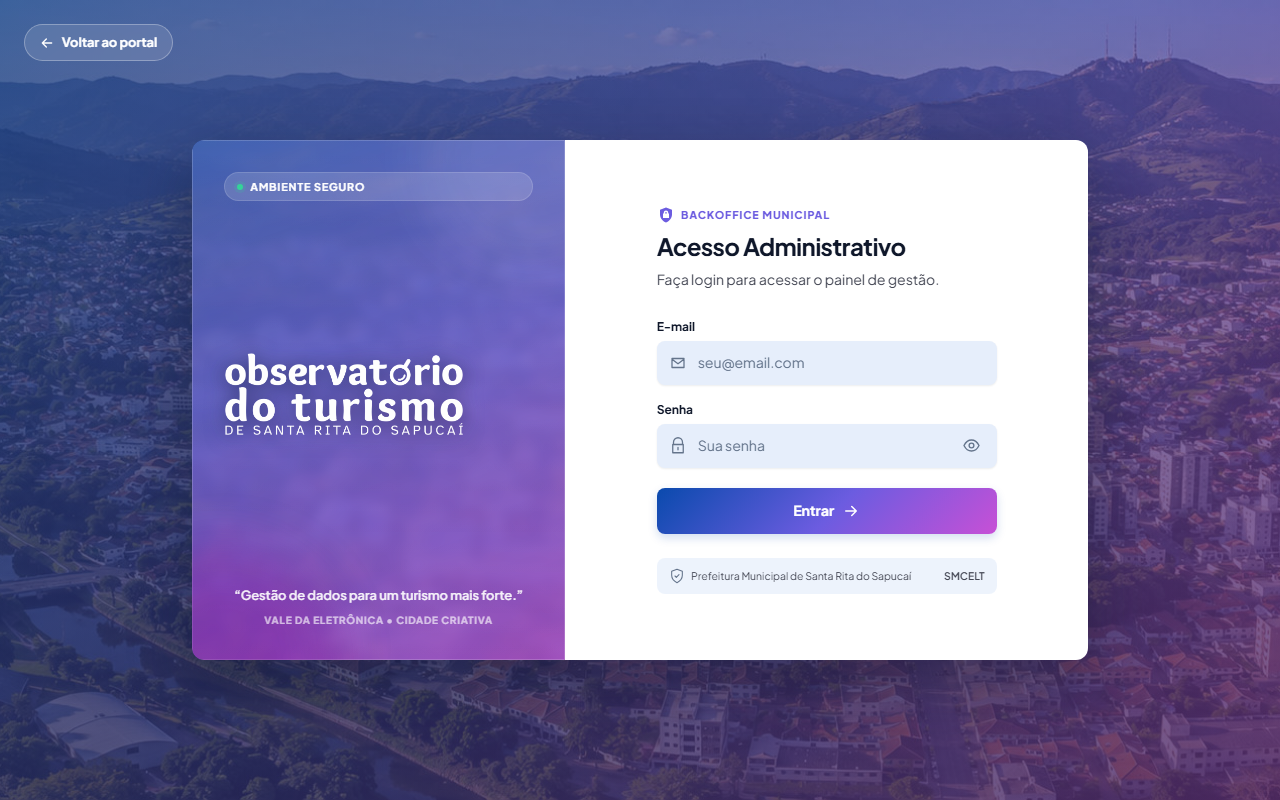 Voltar ao portal
AMBIENTE SEGURO
observatório
do turismo
DE SANTA RITA DO SAPUCAÍ
“Gestão de dados para um turismo mais forte.”
VALE DA ELETRÔNICA • CIDADE CRIATIVA
BACKOFFICE MUNICIPAL
Acesso Administrativo
Faça login para acessar o painel de gestão.
E-mail
seu@email.com
Senha
Sua senha
Entrar
Prefeitura Municipal de Santa Rita do Sapucaí SMCELT